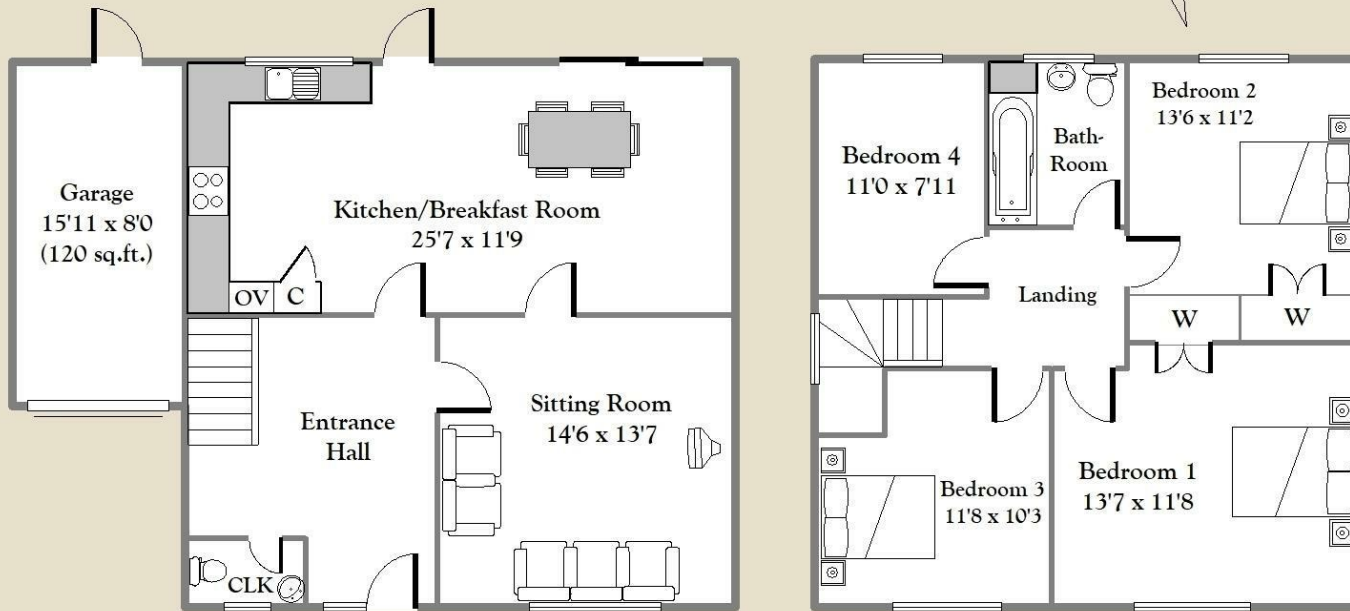 Garage
15'11 x 8'0
(120 sq.ft.)
Kitchen/Breakfast Room
25'7 x 11'9
OV
C
Entrance
Hall
Sitting Room
14'6 x 13'7
CLK
Bedroom 4
11'0 x 7'11
Bath-
Room
Bedroom 2
13'6 x 11'2
Landing
W
W
Bedroom 3
11'8 x 10'3
Bedroom 1
13'7 x 11'8